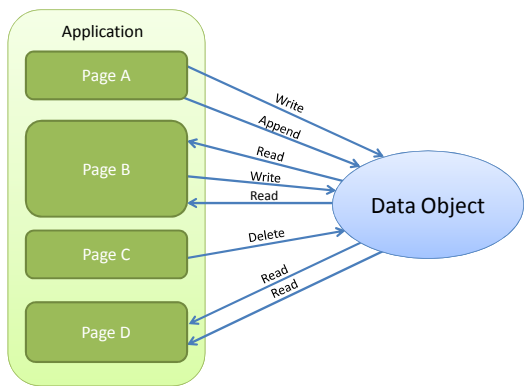 Application
Page A
Write
Append
Read
Page B
Write
Read
Data Object
Delete
Page C
Read
Read
Page D